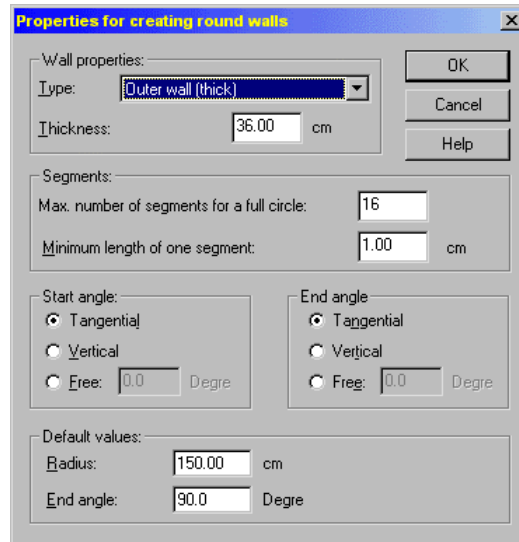 Properties for creating round walls
Wall properties:
Type: Outer wall (thick)
Thickness: 36.00 cm
OK
Cancel
Help
Segments:
Max. number of segments for a full circle: 16
Minimum length of one segment: 1.00 cm
Start angle:
Tangential
Vertical
Free: 0.0 Degre
End angle
Tangential
Vertical
Free: 0.0 Degre
Default values:
Radius: 150.00 cm
End angle: 90.0 Degre